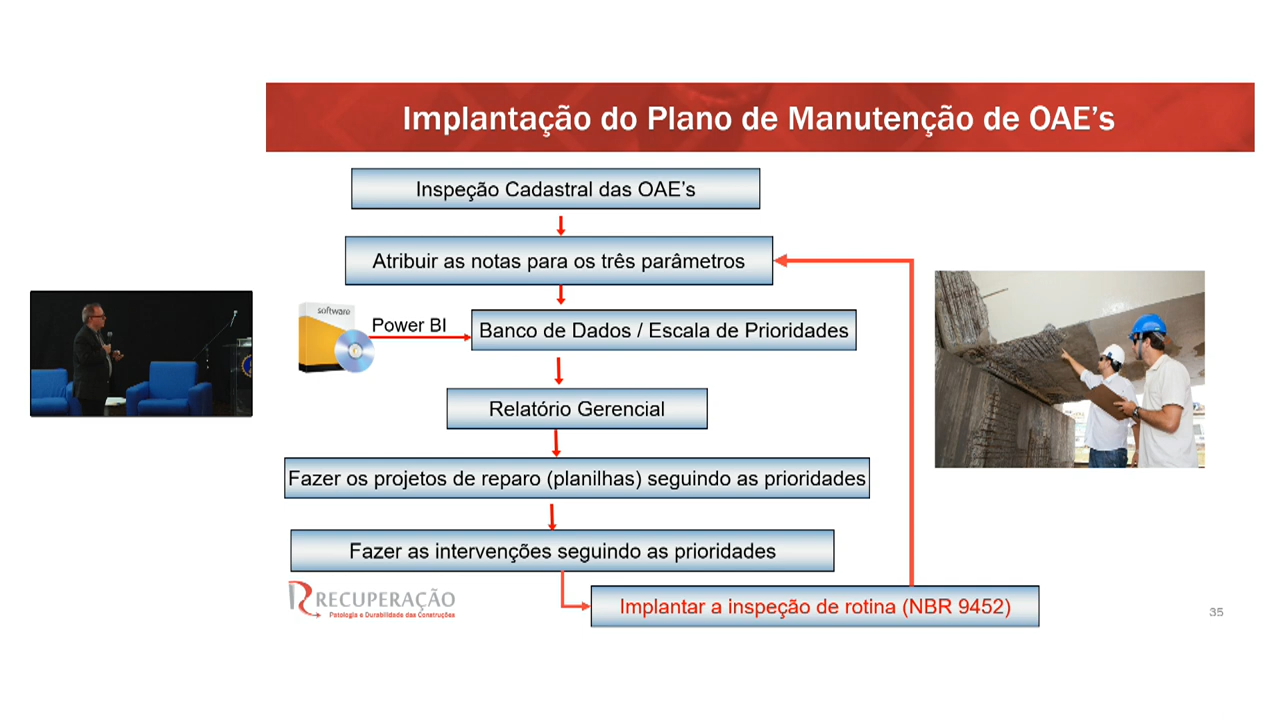 Implantação do Plano de Manutenção de OAE's
Inspeção Cadastral das OAE's
Atribuir as notas para os três parâmetros
software
Power BI
Banco de Dados / Escala de Prioridades
Relatório Gerencial
Fazer os projetos de reparo (planilhas) seguindo as prioridades
Fazer as intervenções seguindo as prioridades
RECUPERAÇÃO
Patologia e Durabilidade das Construções
Implantar a inspeção de rotina (NBR 9452)
35